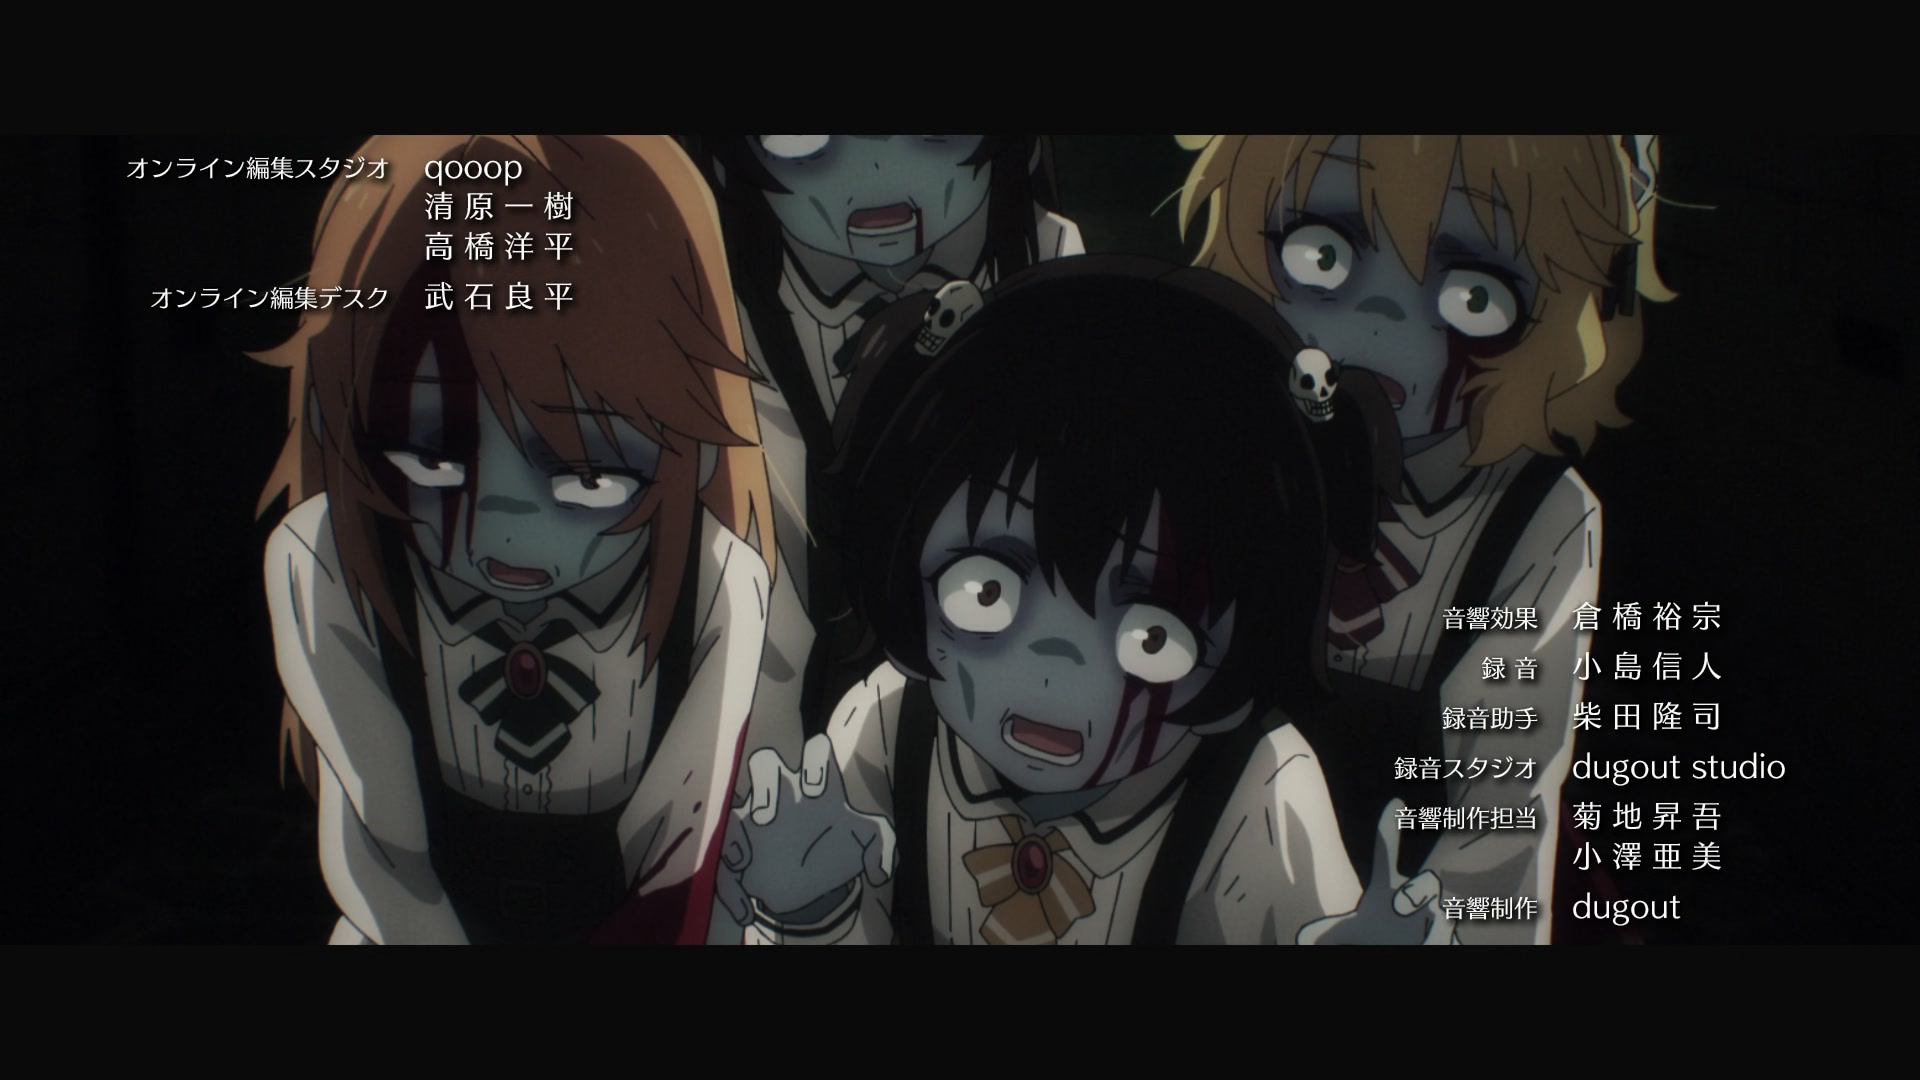 オンライン編集スタジオ qooop
清原一樹
高橋洋平
オンライン編集デスク 武石良平
音響効果 倉橋裕宗
録音 小島信人
録音助手 柴田隆司
録音スタジオ dugout studio
音響制作担当 菊地昇吾
小澤亜美
音響制作 dugout